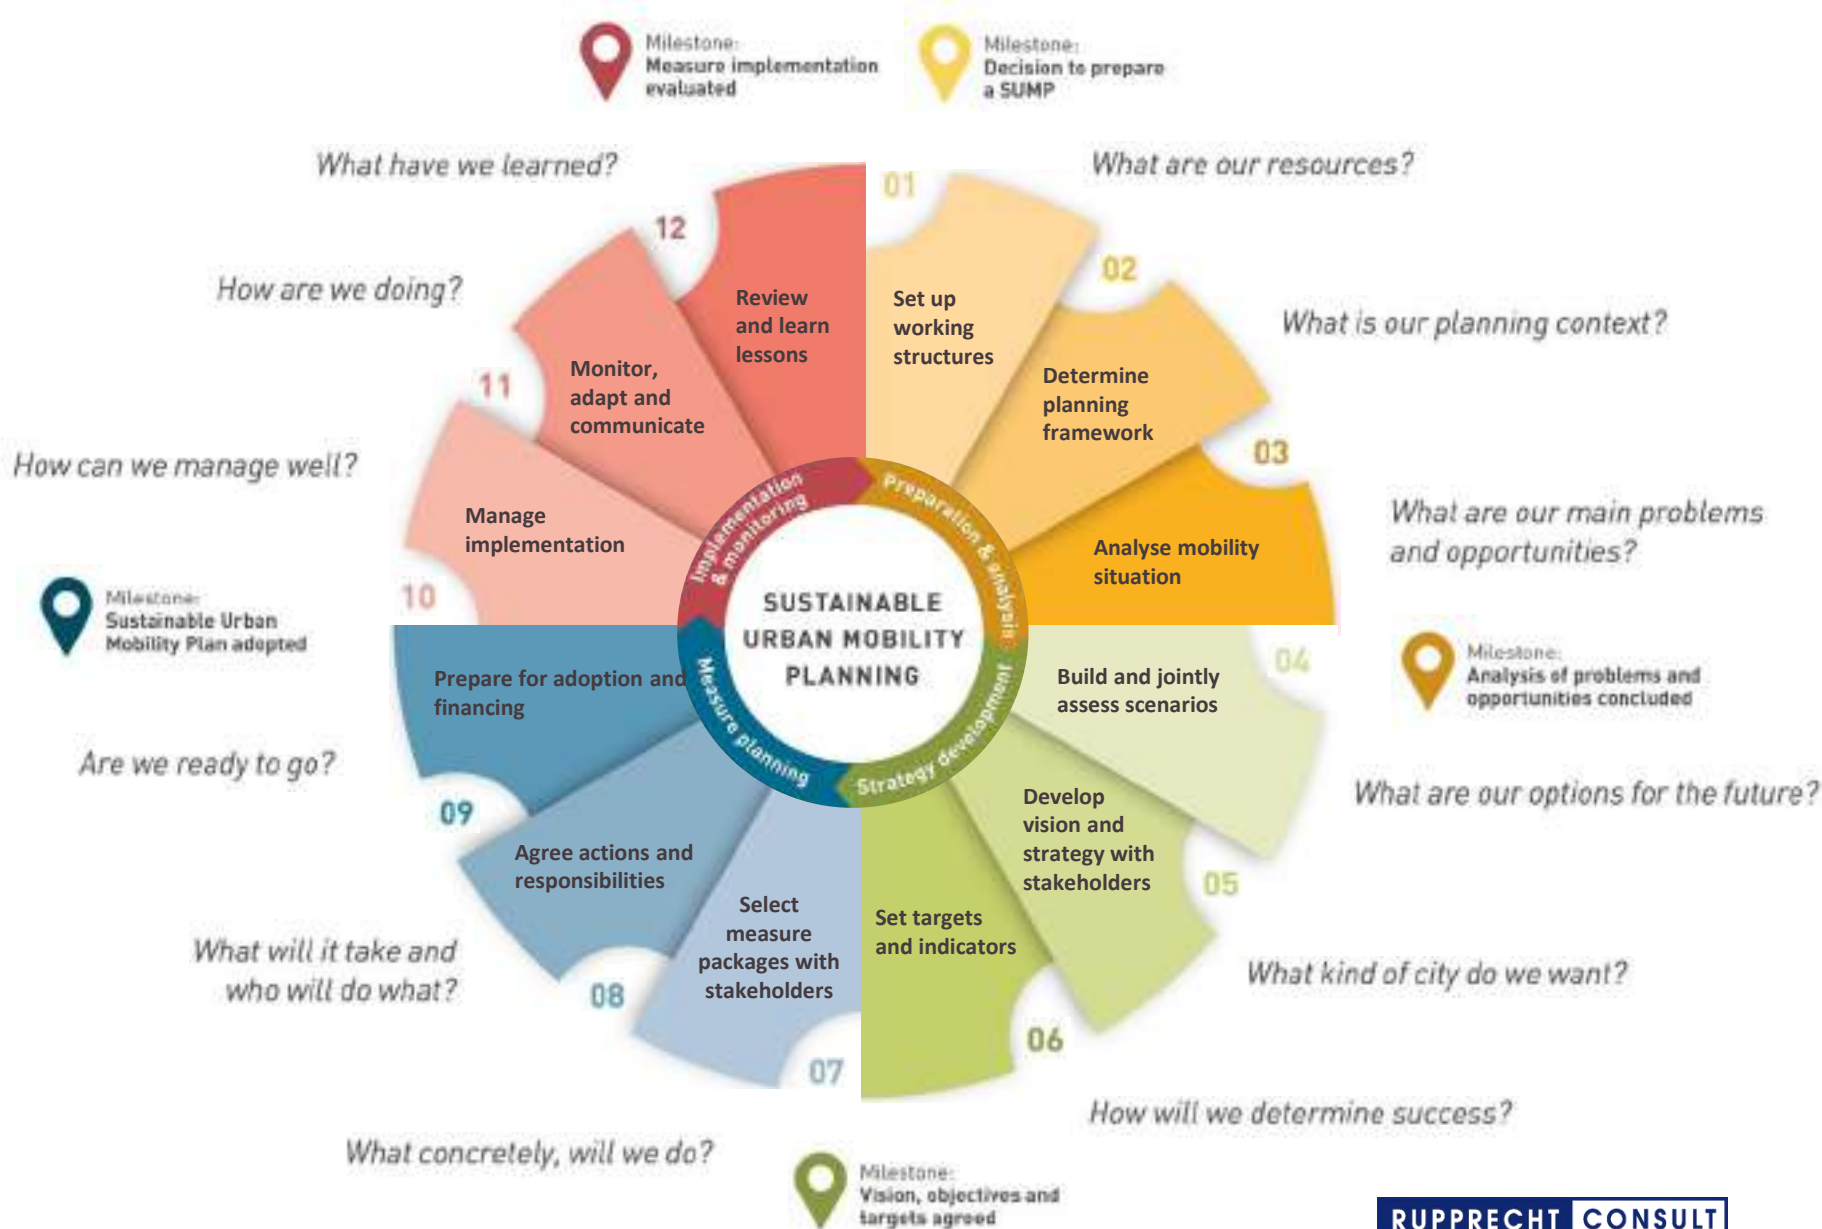 Milestone:
Measure implementation
evaluated
Milestone:
Decision to prepare
a SUMP
What have we learned?
What are our resources?
01
12
How are we doing?
02
Review
and learn
lessons
Set up
working
structures
What is our planning context?
11
Monitor,
adapt and
communicate
Determine
planning
framework
How can we manage well?
03
Manage
implementation
Implementation
& monitoring
Preparation & analysis
What are our main problems
and opportunities?
Analyse mobility
situation
10
Milestone:
Sustainable Urban
Mobility Plan adopted
SUSTAINABLE
URBAN MOBILITY
PLANNING
Milestone:
Analysis of problems and
opportunities concluded
04
Prepare for adoption and
financing
Build and jointly
assess scenarios
Measure planning
Strategy development
Are we ready to go?
What are our options for the future?
09
Develop
vision and
strategy with
stakeholders
05
Agree actions and
responsibilities
Select
measure
packages with
stakeholders
Set targets
and indicators
What will it take and
who will do what?
What kind of city do we want?
08
06
07
How will we determine success?
What concretely, will we do?
Milestone:
Vision, objectives and
targets agreed
RUPPRECHT CONSULT